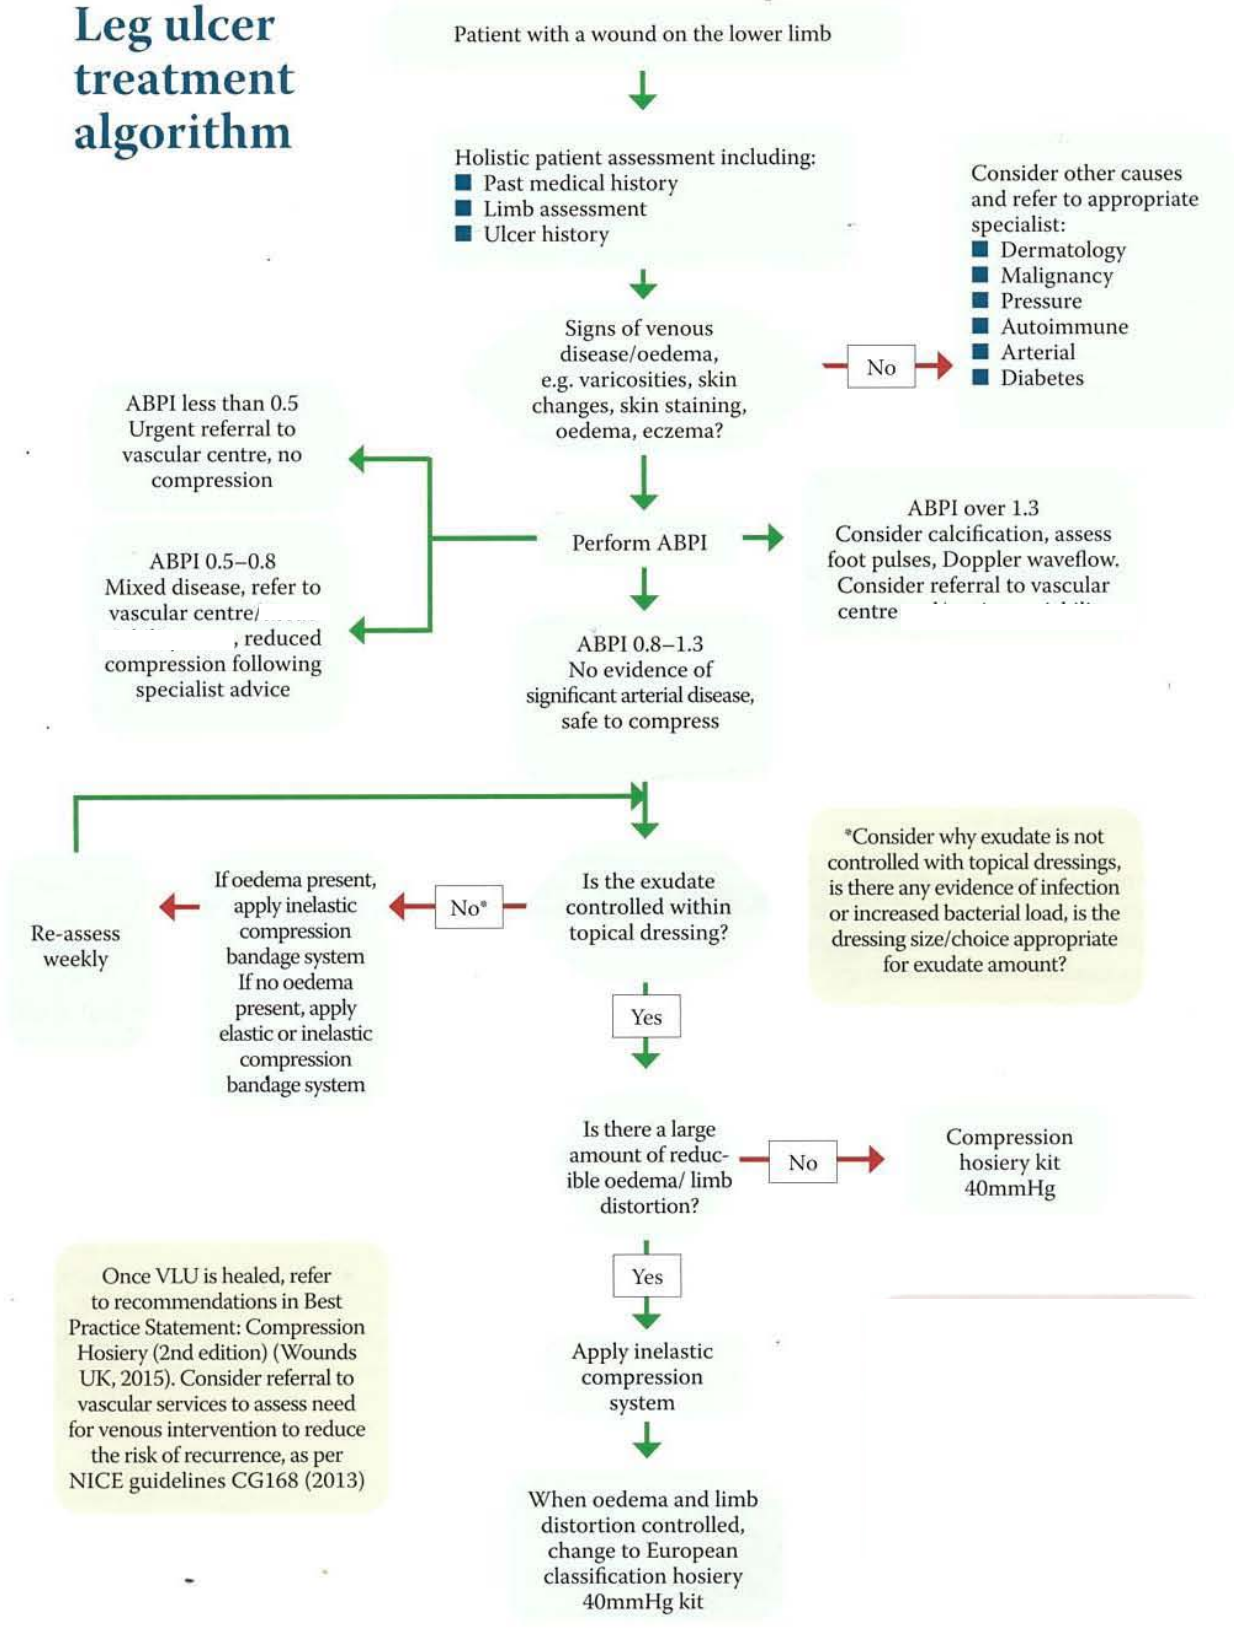 Leg ulcer
treatment
algorithm
Patient with a wound on the lower limb
Holistic patient assessment including:
Past medical history
Limb assessment
Ulcer history
Consider other causes
and refer to appropriate
specialist:
Dermatology
Malignancy
Pressure
Autoimmune
Arterial
Diabetes
Signs of venous
disease/oedema,
e.g. varicosities, skin
changes, skin staining,
oedema, eczema?
No
ABPI less than 0.5
Urgent referral to
vascular centre, no
compression
Perform ABPI
ABPI over 1.3
Consider calcification, assess
foot pulses, Doppler waveflow.
Consider referral to vascular
centre
ABPI 0.5–0.8
Mixed disease, refer to
vascular centre/
, reduced
compression following
specialist advice
ABPI 0.8–1.3
No evidence of
significant arterial disease,
safe to compress
*Consider why exudate is not
controlled with topical dressings,
is there any evidence of infection
or increased bacterial load, is the
dressing size/choice appropriate
for exudate amount?
Is the exudate
controlled within
topical dressing?
No*
If oedema present,
apply inelastic
compression
bandage system
If no oedema
present, apply
elastic or inelastic
compression
bandage system
Re-assess
weekly
Yes
Is there a large
amount of reduc-
ible oedema/ limb
distortion?
No
Compression
hosiery kit
40mmHg
Yes
Apply inelastic
compression
system
When oedema and limb
distortion controlled,
change to European
classification hosiery
40mmHg kit
Once VLU is healed, refer
to recommendations in Best
Practice Statement: Compression
Hosiery (2nd edition) (Wounds
UK, 2015). Consider referral to
vascular services to assess need
for venous intervention to reduce
the risk of recurrence, as per
NICE guidelines CG168 (2013)